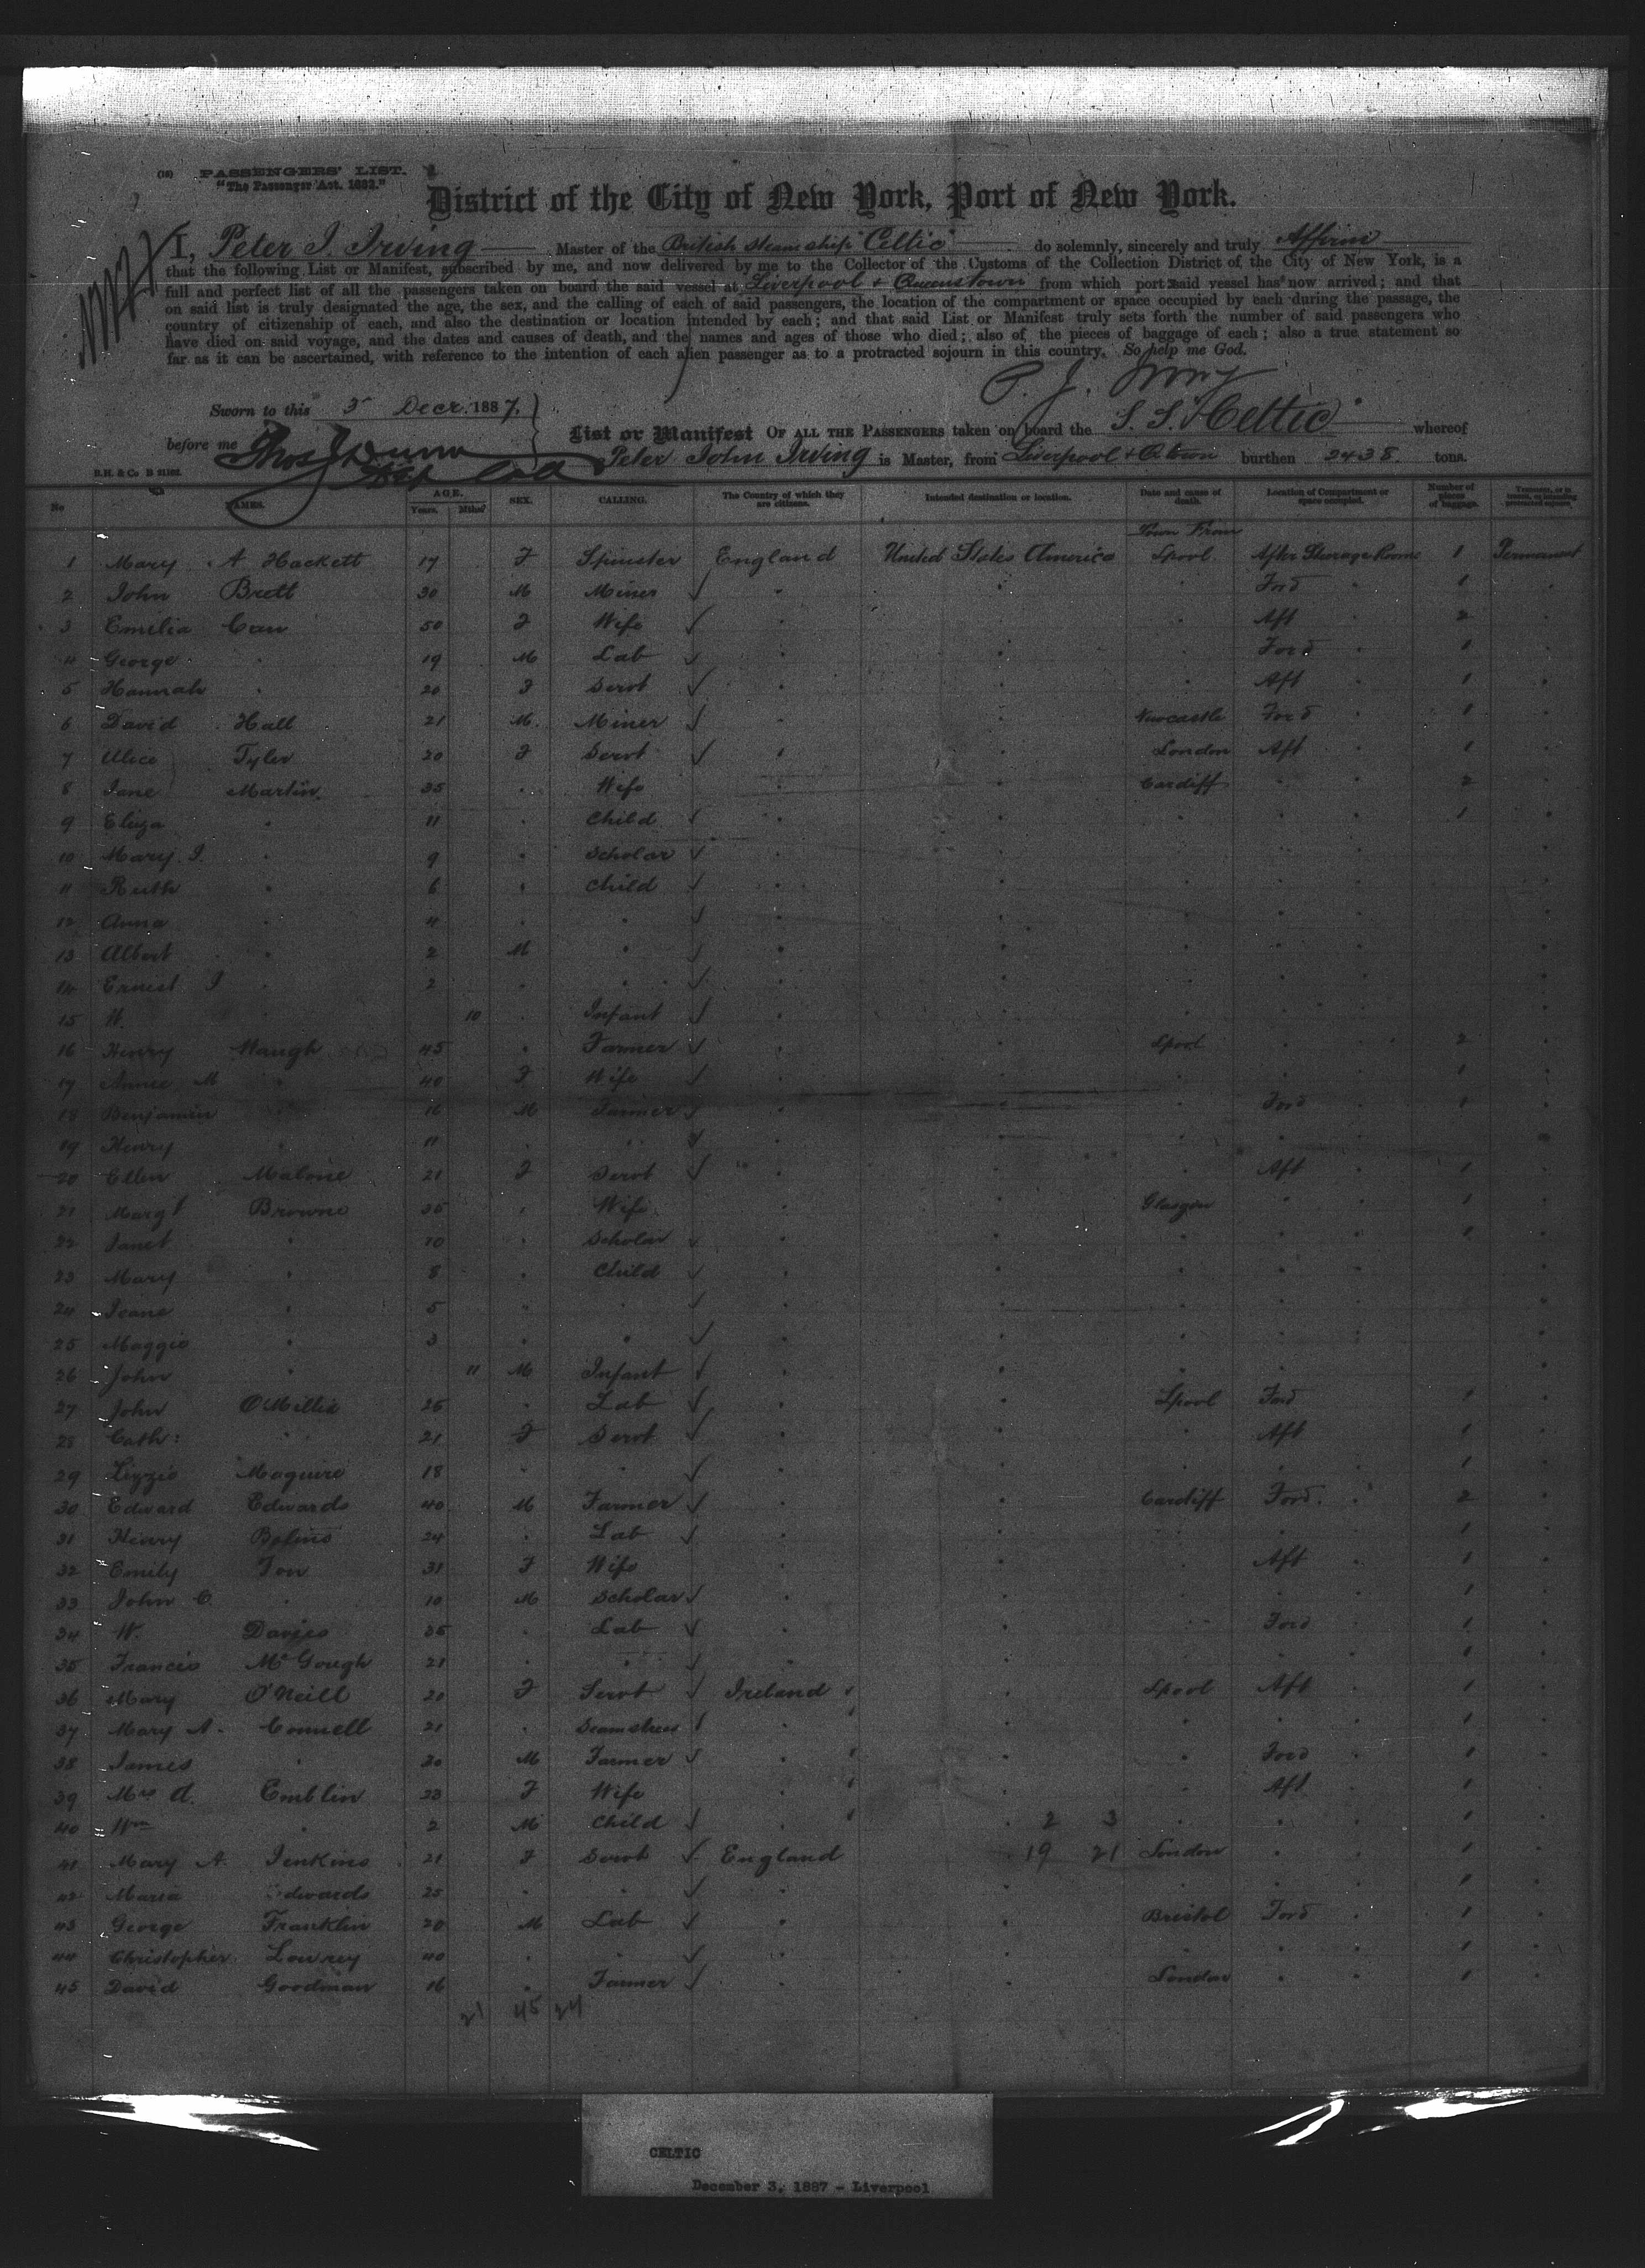 (18) PASSENGERS' LIST.
"The Passenger Act. 1882."
District of the City of New York, Port of New York.
I, Peter J. Irving Master of the British Steam ship "Celtic" do solemnly, sincerely and truly Affirm
that the following List or Manifest, subscribed by me, and now delivered by me to the Collector of the Customs of the Collection District of the City of New York, is a
full and perfect list of all the passengers taken on board the said vessel at Liverpool & Queenstown from which port said vessel has now arrived; and that
on said list is truly designated the age, the sex, and the calling of each of said passengers, the location of the compartment or space occupied by each during the passage, the
country of citizenship of each, and also the destination or location intended by each; and that said List or Manifest truly sets forth the number of said passengers who
have died on said voyage, and the dates and causes of death, and the names and ages of those who died; also of the pieces of baggage of each; also a true statement so
far as it can be ascertained, with reference to the intention of each alien passenger as to a protracted sojourn in this country. So help me God.
P. J. Irving
Sworn to this 3 Decr. 1887.
before me
List or Manifest OF ALL THE PASSENGERS taken on board the S.S. "Celtic" whereof
Peter John Irving is Master, from Liverpool & Q. town burthen 2438. tons.
No NAMES. AGE. Years. Mths. SEX. CALLING. The Country of which they are citizens. Intended destination or location. Date and cause of death. Location of Compartment or space occupied. Number of pieces of baggage.
Town From
1 Mary A Hackett 17 F Spinster England United States America Lpool After Steerage Rooms 1 Permanent
2 John Brett 30 M Miner " " " Ford " 1 "
3 Emelia Carr 50 F Wife " " " Aft " 2 "
4 George " 19 M Lab " " " Ford " 1 "
5 Hannah " 20 F Servt " " " Aft " 1 "
6 David Hall 21 M. Miner " " Newcastle Ford " 1 "
7 Alice Tyler 20 F Servt " " London Aft " 1 "
8 Jane Martin 35 " Wife " " Cardiff " " 2 "
9 Eliza " 11 " Child " " " " " 1 "
10 Mary J. " 9 " Scholar " " " " " "
11 Ruth " 6 " Child " " " " " "
12 Anna " 4 " " " " " " " "
13 Albert " 2 M " " " " " " "
14 Ernest J " 2 " " " " " " " "
15 W. " 10 " Infant " " " " " "
16 Henry Waugh 45 " Farmer " " Lpool " " 2 "
17 Annie M " 40 F Wife " " " " " 1 "
18 Benjamin " 16 M Farmer " " " Ford " 1 "
19 Henry " 11 " " " " " " " "
20 Ellen Malone 21 F Servt " " " Aft " 1 "
21 Margt Browne 35 " Wife " " Glasgow " " 1 "
22 Janet " 10 " Scholar " " " " " 1 "
23 Mary " 8 " Child " " " " " "
24 Jeane " 5 " " " " " " " "
25 Maggie " 3 " " " " " " " "
26 John " 11 M Infant " " " " " "
27 John 25 " Lab " " Lpool Ford 1 "
28 Cath: " 21 F Servt " " " Aft " 1 "
29 Lizzie Maguire 18 " " " " " " " 1 "
30 Edward Edwards 40 M Farmer " " Cardiff Ford. " 2 "
31 Henry 24 " Lab " " " " " 1 "
32 Emily 31 F Wife " " " Aft " 1 "
33 John C. " 10 M Scholar " " " " " 1 "
34 W. Davies 35 " Lab " " " Ford " 1 "
35 Francis McGough 21 " " " " " " " 1 "
36 Mary O'Neill 20 F Servt Ireland " Lpool Aft " 1 "
37 Mary A. Connell 21 " Seamstress " " " " " 1 "
38 James " 30 M Farmer " " " Ford " 1 "
39 Mrs A. Emblin 23 F Wife " " " Aft " 1 "
40 Wm " 2 M Child " " 2 3 " " " 1 "
41 Mary A. Jenkins 21 F Servt England 19 21 London " " 1 "
42 Maria Edwards 25 " " " " " " " 1 "
43 George Franklin 20 M Lab " " Bristol Ford " 1 "
44 Christopher Lowrey 40 " " " " " " " 1 "
45 David Goodman 16 " Farmer " " London " " 1 "
21 45 24
CELTIC
December 3, 1887 - Liverpool